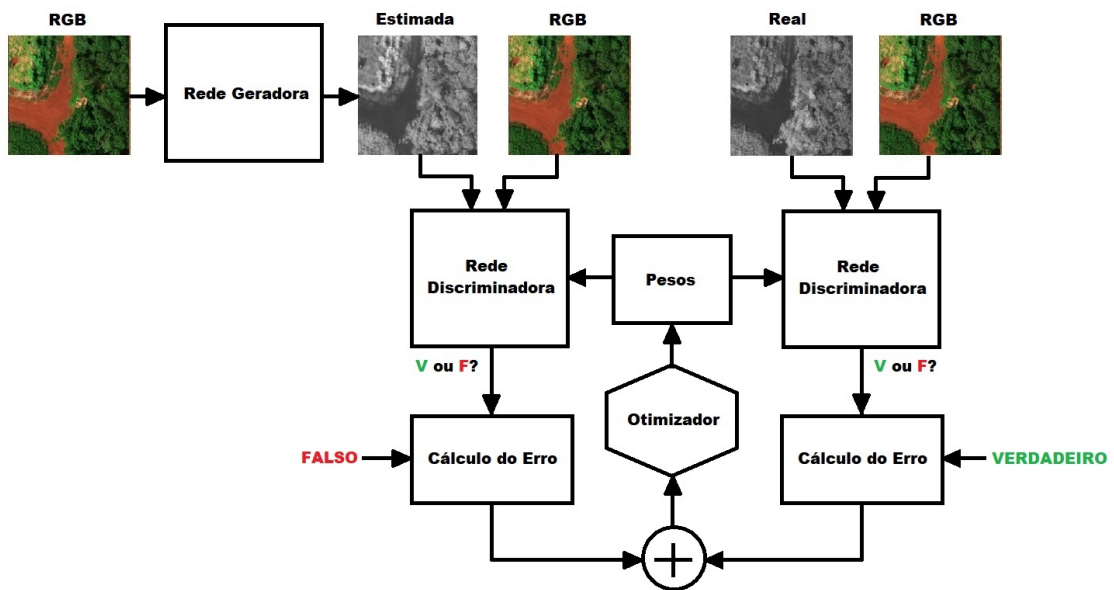 RGB
Estimada
RGB
Real
RGB
Rede Geradora
Rede
Discriminadora
Pesos
Rede
Discriminadora
V ou F?
V ou F?
Otimizador
FALSO
Cálculo do Erro
Cálculo do Erro
VERDADEIRO